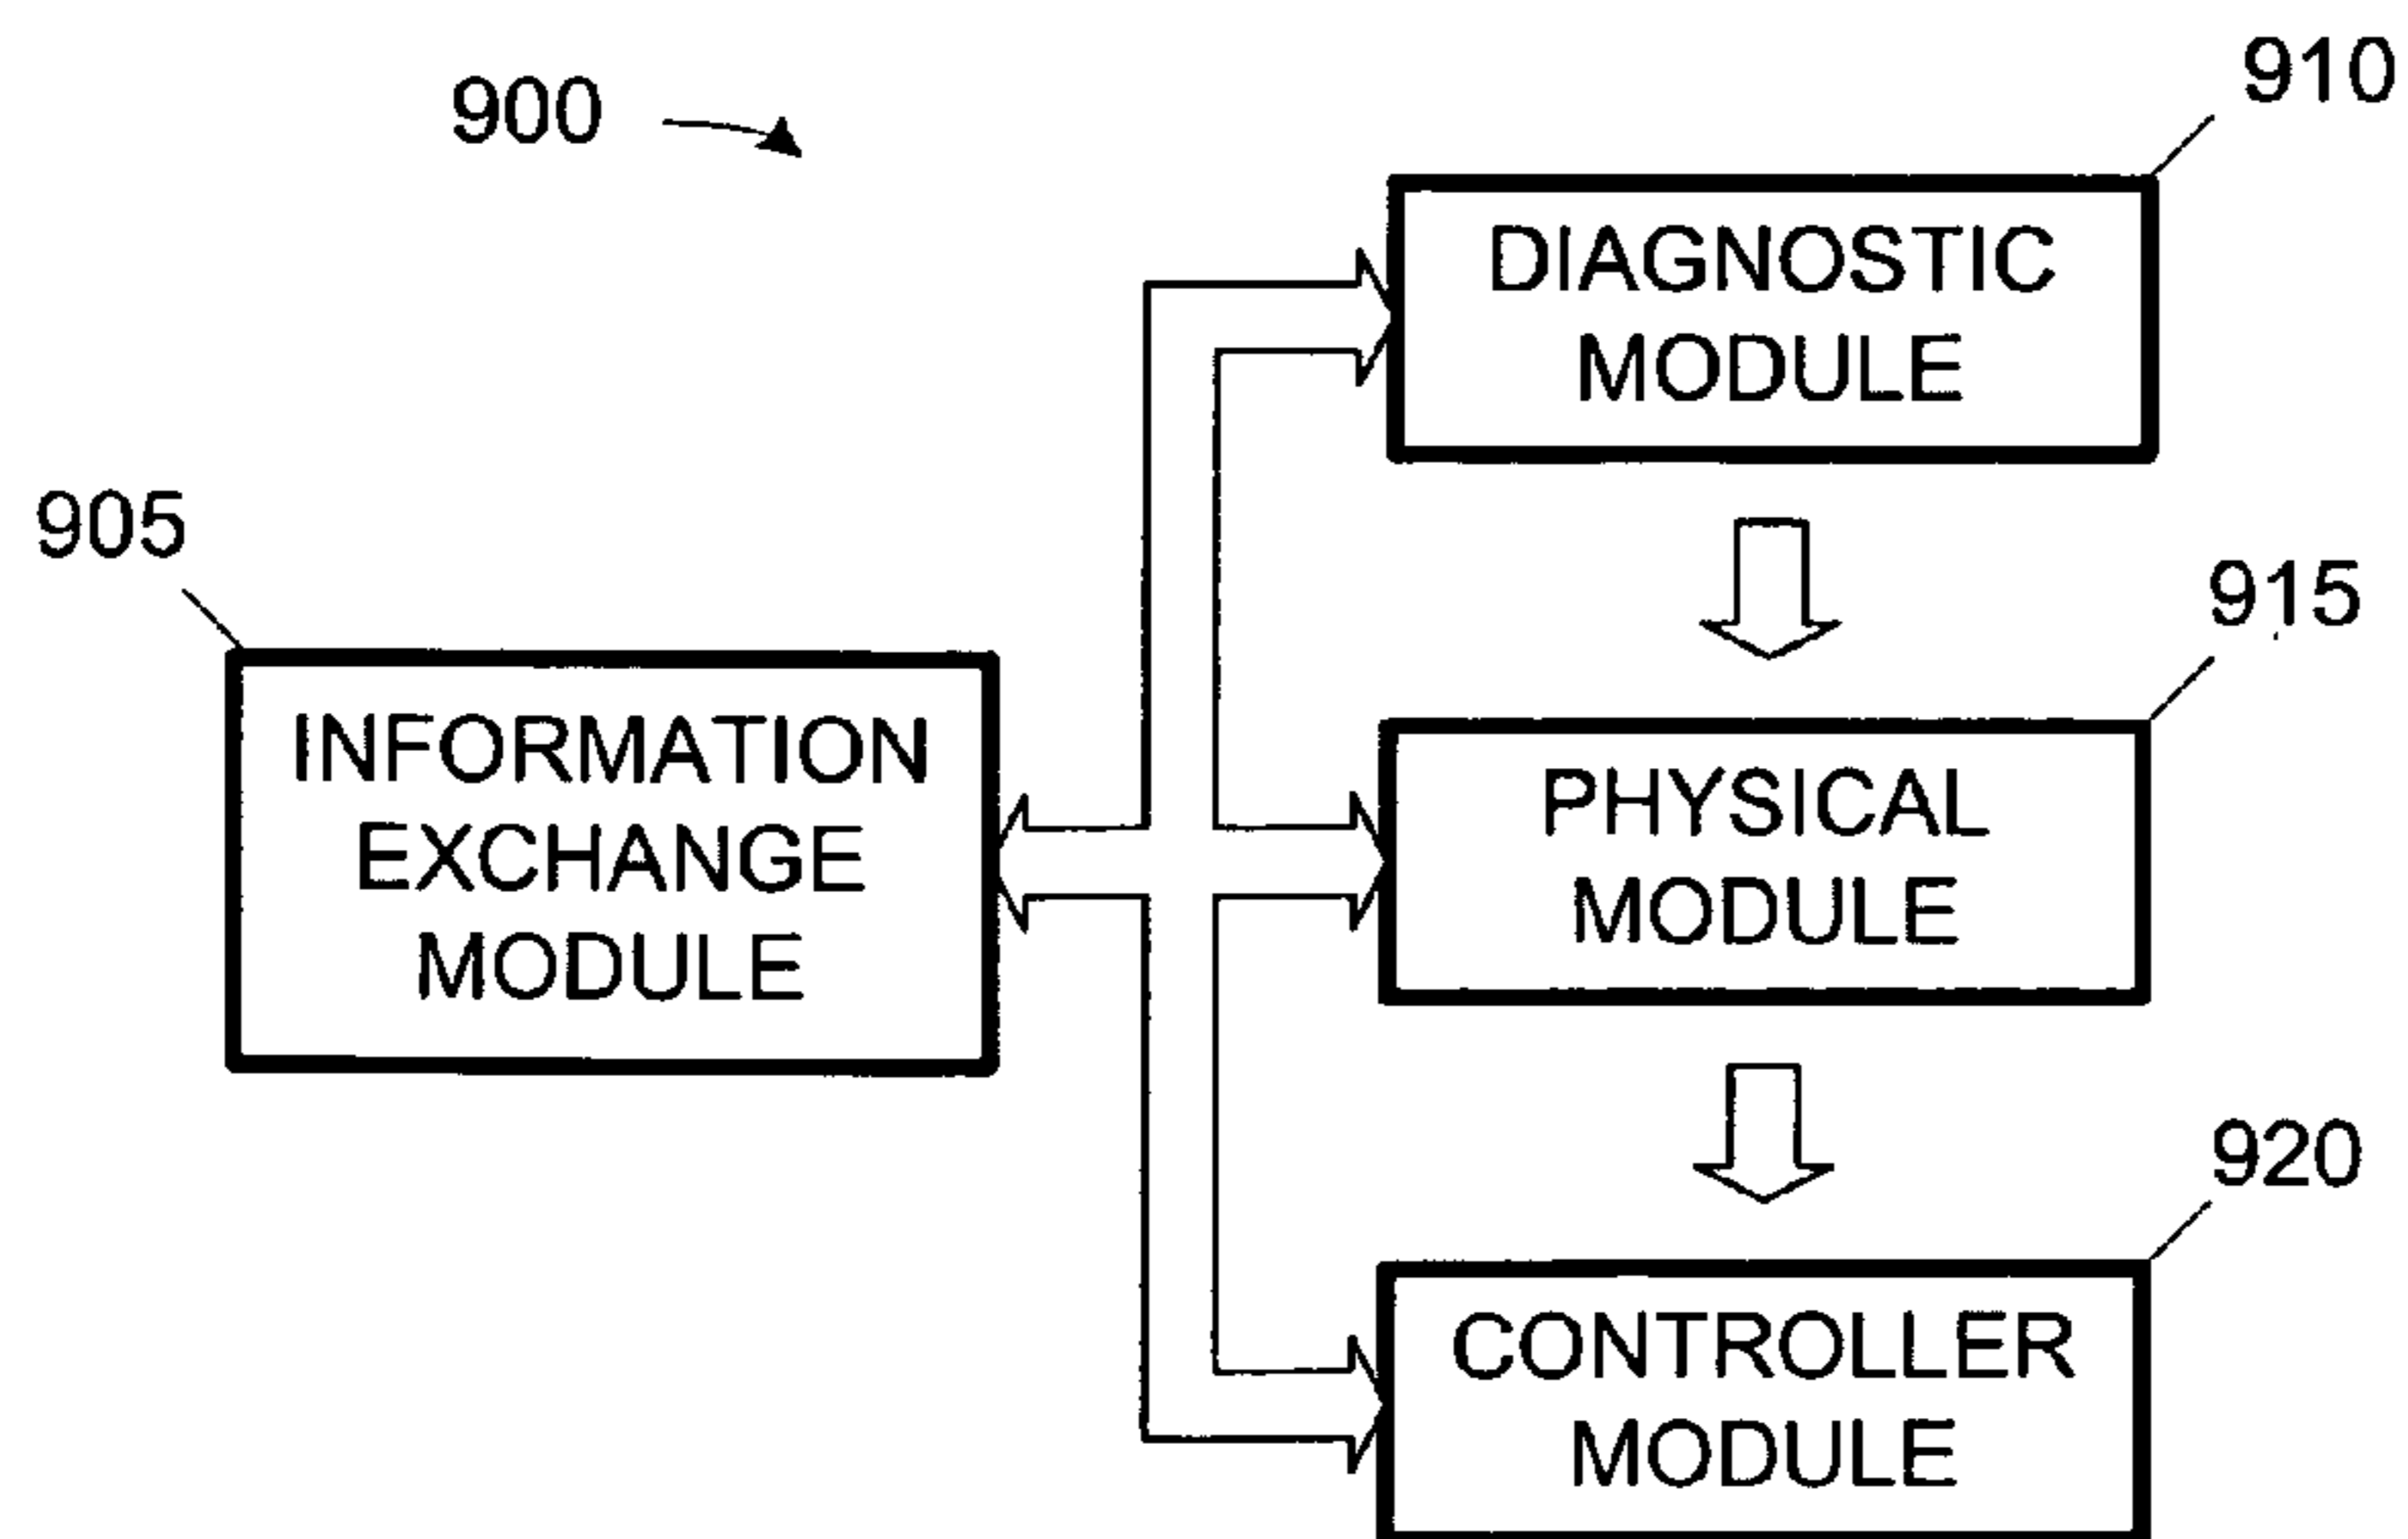 900
910
DIAGNOSTIC
MODULE
905
915
INFORMATION
EXCHANGE
MODULE
PHYSICAL
MODULE
920
CONTROLLER
MODULE